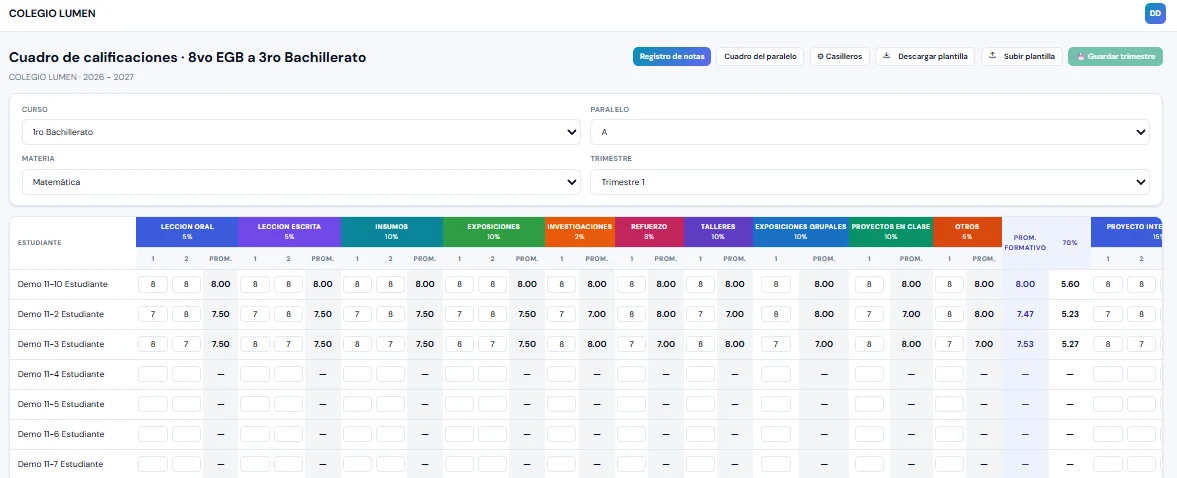 COLEGIO LUMEN
DD
Cuadro de calificaciones · 8vo EGB a 3ro Bachillerato
COLEGIO LUMEN · 2026 - 2027
Registro de notas Cuadro del paralelo Casilleros Descargar plantilla Subir plantilla Guardar trimestre
CURSO PARALELO
1ro Bachillerato A
MATERIA TRIMESTRE
Matemática Trimestre 1
ESTUDIANTE LECCION ORAL LECCION ESCRITA INSUMOS EXPOSICIONES INVESTIGACIONES REFUERZO TALLERES EXPOSICIONES GRUPALES PROYECTOS EN CLASE OTROS PROM. FORMATIVO 70% PROYECTO INTE
5% 5% 10% 10% 2% 3% 10% 10% 10% 5% 15%
1 2 PROM. 1 2 PROM. 1 2 PROM. 1 2 PROM. 1 PROM. 1 PROM. 1 PROM. 1 PROM. 1 PROM. 1 PROM. 1 2
Demo 11-10 Estudiante 8 8 8.00 8 8 8.00 8 8 8.00 8 8 8.00 8 8.00 8 8.00 8 8.00 8 8.00 8 8.00 8 8.00 8.00 5.60 8 8
Demo 11-2 Estudiante 7 8 7.50 7 8 7.50 7 8 7.50 7 8 7.50 7 7.00 8 8.00 7 7.00 8 8.00 7 7.00 8 8.00 7.47 5.23 7 8
Demo 11-3 Estudiante 8 7 7.50 8 7 7.50 8 7 7.50 8 7 7.50 8 8.00 7 7.00 8 8.00 7 7.00 8 8.00 7 7.00 7.53 5.27 8 7
Demo 11-4 Estudiante — — — — — — — — — — — —
Demo 11-5 Estudiante — — — — — — — — — — — —
Demo 11-6 Estudiante — — — — — — — — — — — —
Demo 11-7 Estudiante — — — — — — — — — — — —